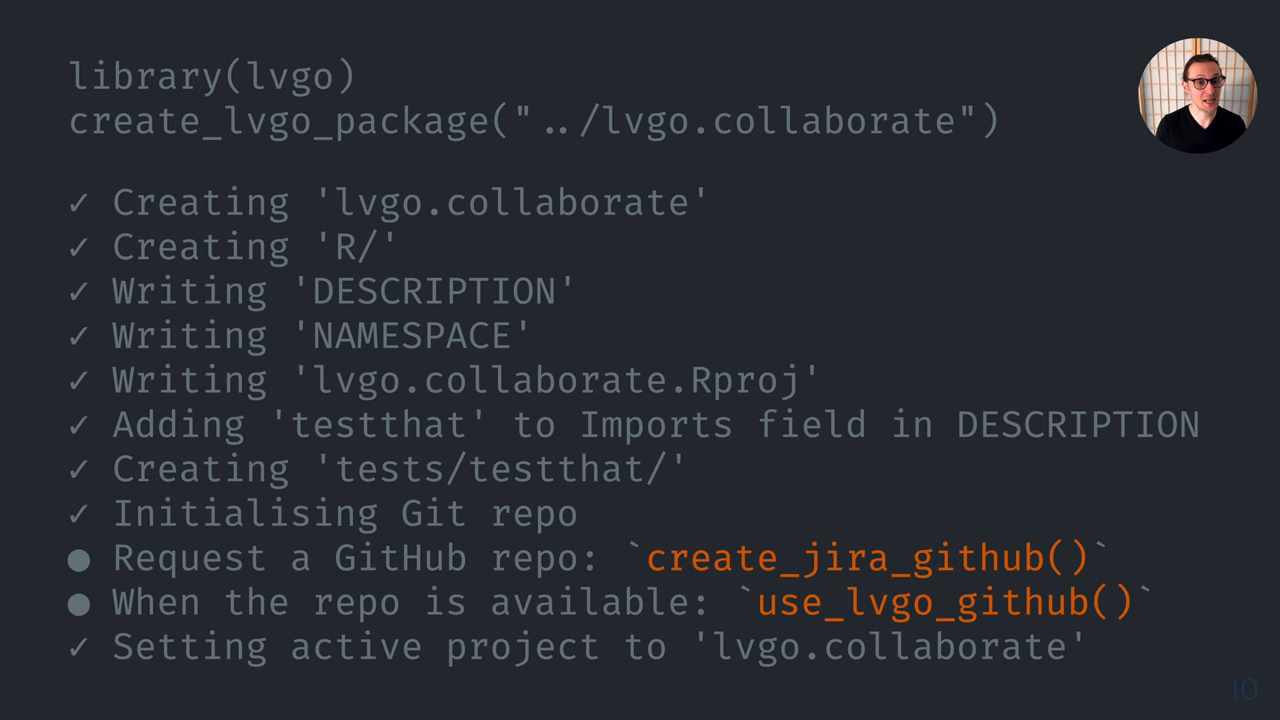 library(lvgo)
create_lvgo_package("../lvgo.collaborate")
✓ Creating 'lvgo.collaborate'
✓ Creating 'R/'
✓ Writing 'DESCRIPTION'
✓ Writing 'NAMESPACE'
✓ Writing 'lvgo.collaborate.Rproj'
✓ Adding 'testthat' to Imports field in DESCRIPTION
✓ Creating 'tests/testthat/'
✓ Initialising Git repo
● Request a GitHub repo: `create_jira_github()`
● When the repo is available: `use_lvgo_github()`
✓ Setting active project to 'lvgo.collaborate'
10